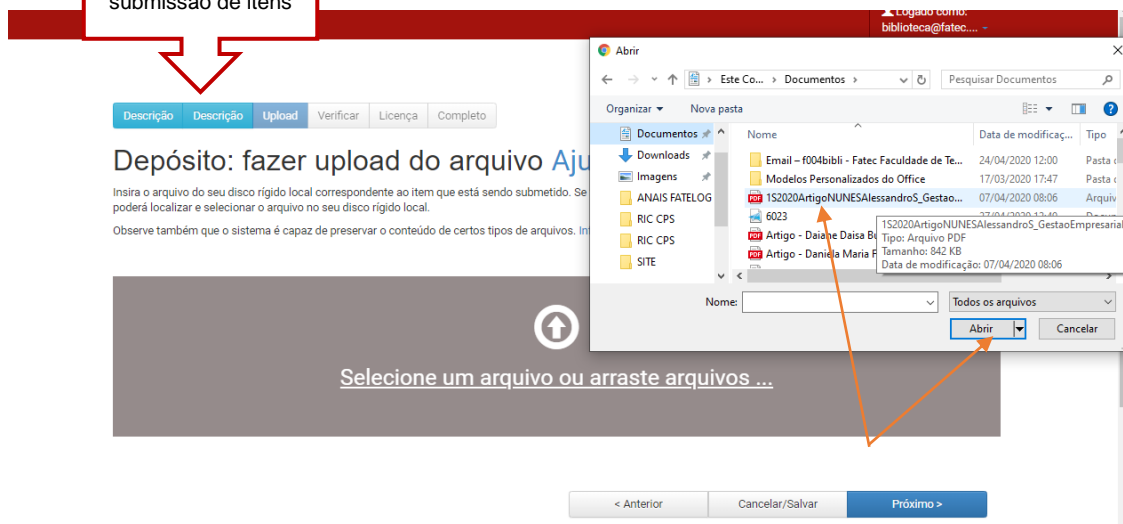 submissão de itens
Logado como:
biblioteca@fatec....
Descrição Descrição Upload Verificar Licença Completo
Depósito: fazer upload do arquivo Aju
Insira o arquivo do seu disco rígido local correspondente ao item que está sendo submetido. Se
poderá localizar e selecionar o arquivo no seu disco rígido local.
Observe também que o sistema é capaz de preservar o conteúdo de certos tipos de arquivos. Inf
Selecione um arquivo ou arraste arquivos ...
< Anterior Cancelar/Salvar Próximo >
Abrir
Este Co... > Documentos > Pesquisar Documentos
Organizar Nova pasta
Documentos
Downloads
Imagens
ANAIS FATELOG
RIC CPS
RIC CPS
SITE
Nome Data de modificaç... Tipo
Email – f004bibli - Fatec Faculdade de Te... 24/04/2020 12:00 Pasta
Modelos Personalizados do Office 17/03/2020 17:47 Pasta
1S2020ArtigoNUNESAlessandroS_Gestao... 07/04/2020 08:06 Arquiv
6023
Artigo - Daiane Daisa
Artigo - Daniela Maria
1S2020ArtigoNUNESAlessandroS_GestaoEmpresarial
Tipo: Arquivo PDF
Tamanho: 842 KB
Data de modificação: 07/04/2020 08:06
Nome: Todos os arquivos
Abrir Cancelar